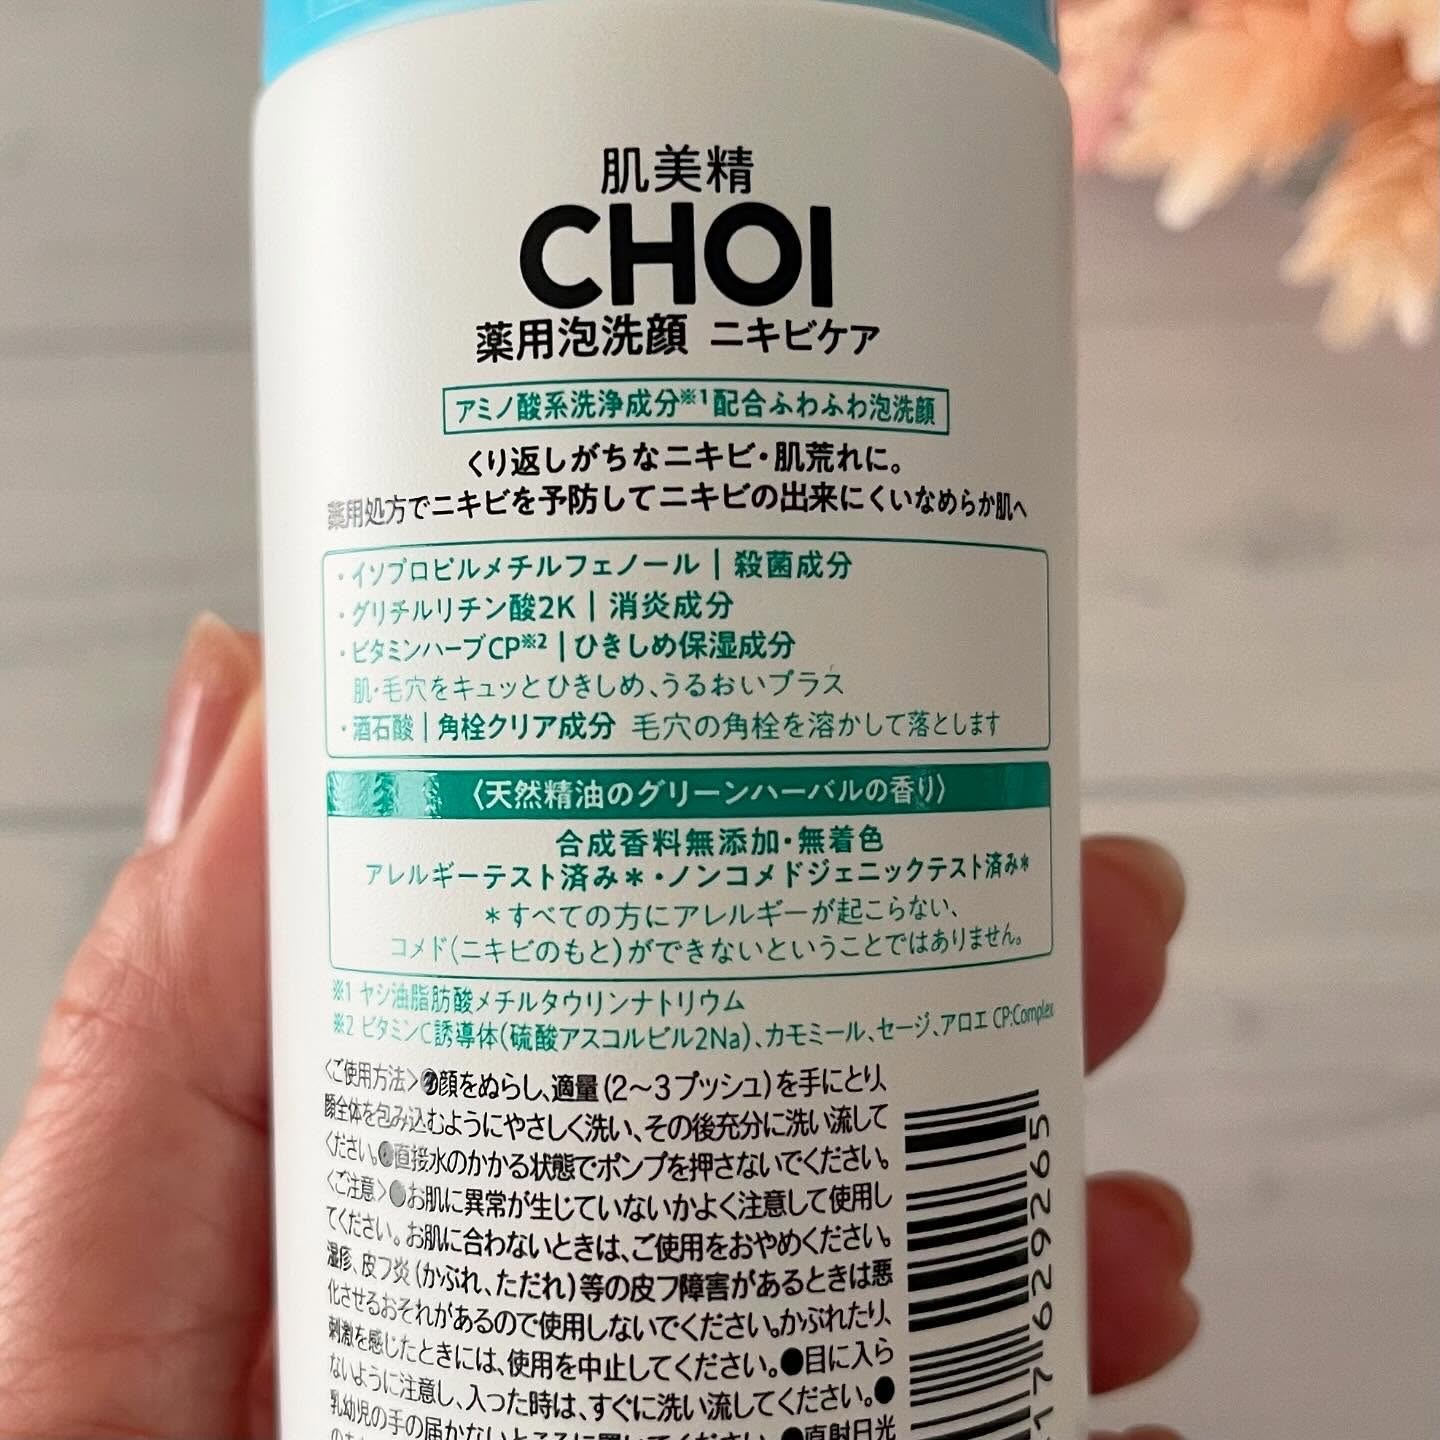 肌美精
CHOI
薬用泡洗顔 ニキビケア
アミノ酸系洗浄成分※1配合ふわふわ泡洗顔
くり返しがちなニキビ・肌荒れに。
薬用処方でニキビを予防してニキビの出来にくいなめらか肌へ
・イソプロピルメチルフェノール | 殺菌成分
・グリチルリチン酸2K | 消炎成分
・ビタミンハーブCP※2 | ひきしめ保湿成分
肌・毛穴をキュッとひきしめ、うるおいプラス
・酒石酸 | 角栓クリア成分 毛穴の角栓を溶かして落とします
〈天然精油のグリーンハーバルの香り〉
合成香料無添加・無着色
アレルギーテスト済み＊・ノンコメドジェニックテスト済み＊
＊すべての方にアレルギーが起こらない、
コメド(ニキビのもと)ができないということではありません。
※1 ヤシ油脂肪酸メチルタウリンナトリウム
※2 ビタミンC誘導体(硫酸アスコルビル2Na)、カモミール、セージ、アロエ CP:Complex
〈ご使用方法〉●顔をぬらし、適量(2～3プッシュ)を手にとり、
顔全体を包み込むようにやさしく洗い、その後充分に洗い流して
ください。●直接水のかかる状態でポンプを押さないでください。
〈ご注意〉●お肌に異常が生じていないかよく注意して使用し
てください。お肌に合わないときは、ご使用をおやめください。
湿疹、皮フ炎(かぶれ、ただれ)等の皮フ障害があるときは悪
化させるおそれがあるので使用しないでください。かぶれたり、
刺激を感じたときには、使用を中止してください。●目に入ら
ないように注意し、入った時は、すぐに洗い流してください。●
乳幼児の手の届かないところに置いてください。●直射日光
17629265